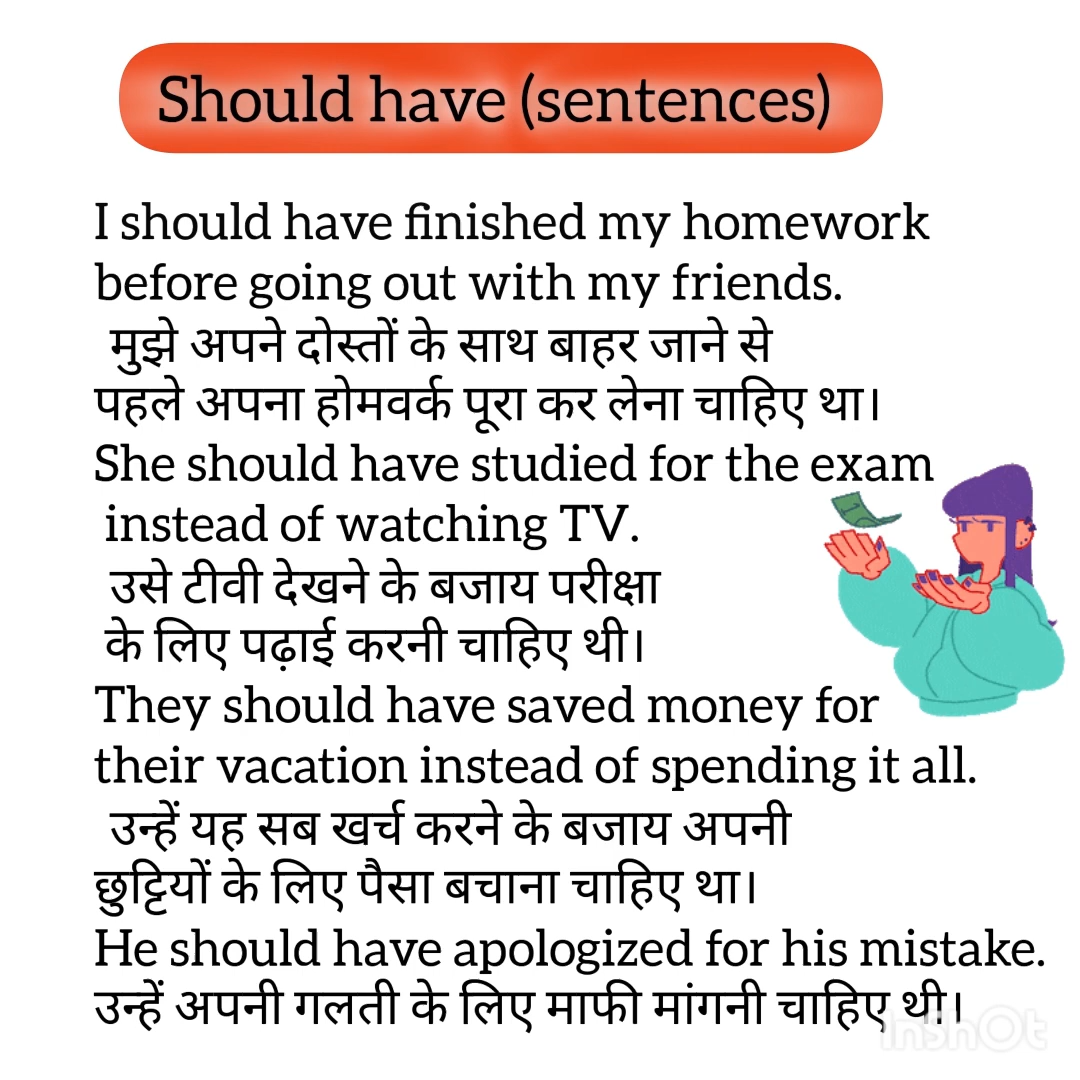 Should have (sentences)
I should have finished my homework
before going out with my friends.
मुझे अपने दोस्तों के साथ बाहर जाने से
पहले अपना होमवर्क पूरा कर लेना चाहिए था।
She should have studied for the exam
instead of watching TV.
उसे टीवी देखने के बजाय परीक्षा
के लिए पढ़ाई करनी चाहिए थी।
They should have saved money for
their vacation instead of spending it all.
उन्हें यह सब खर्च करने के बजाय अपनी
छुट्टियों के लिए पैसा बचाना चाहिए था।
He should have apologized for his mistake.
उन्हें अपनी गलती के लिए माफी मांगनी चाहिए थी।
InShOt